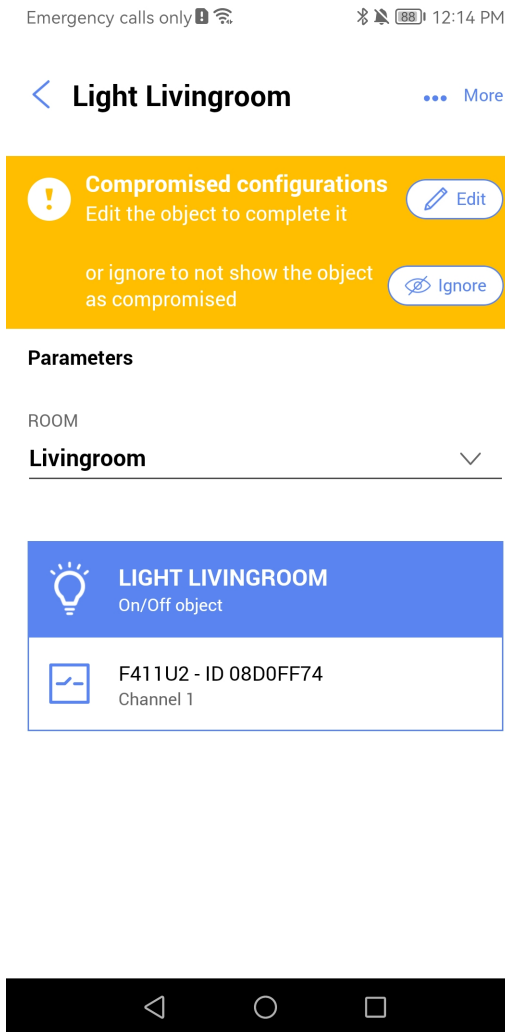 Emergency calls only 88 12:14 PM
Light Livingroom ••• More
Compromised configurations
Edit the object to complete it
Edit
or ignore to not show the object
as compromised
Ignore
Parameters
ROOM
Livingroom
LIGHT LIVINGROOM
On/Off object
F411U2 - ID 08D0FF74
Channel 1